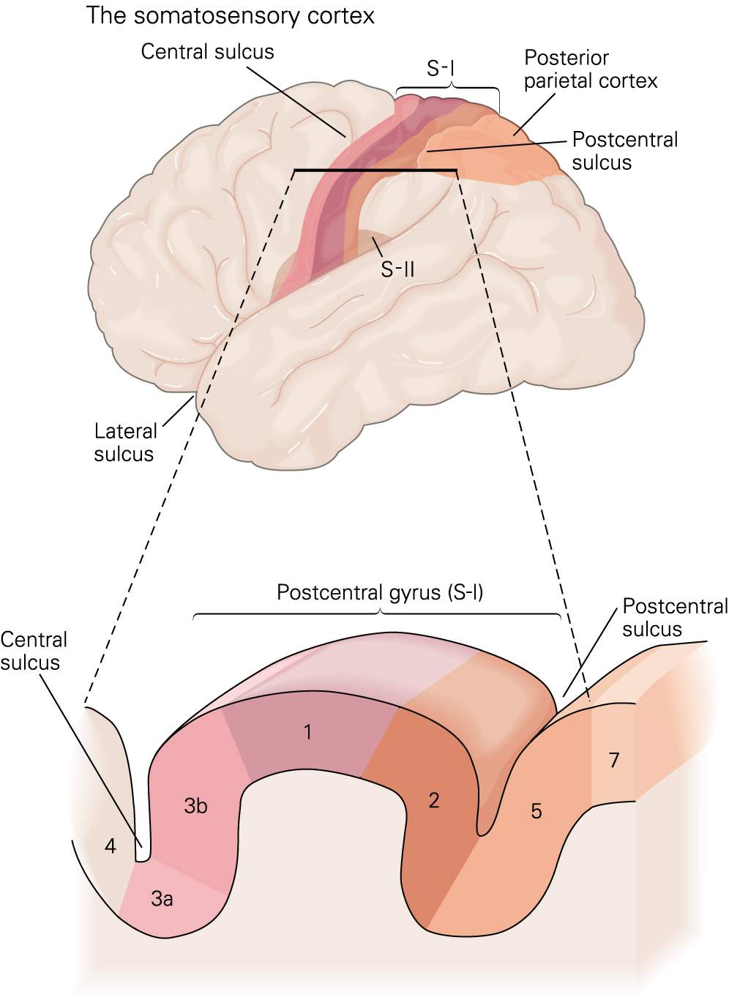 The somatosensory cortex
Central sulcus
S-I
Posterior
parietal cortex
Postcentral
sulcus
S-II
Lateral
sulcus
Postcentral gyrus (S-I)
Postcentral
sulcus
Central
sulcus
1
7
3b
2
5
4
3a